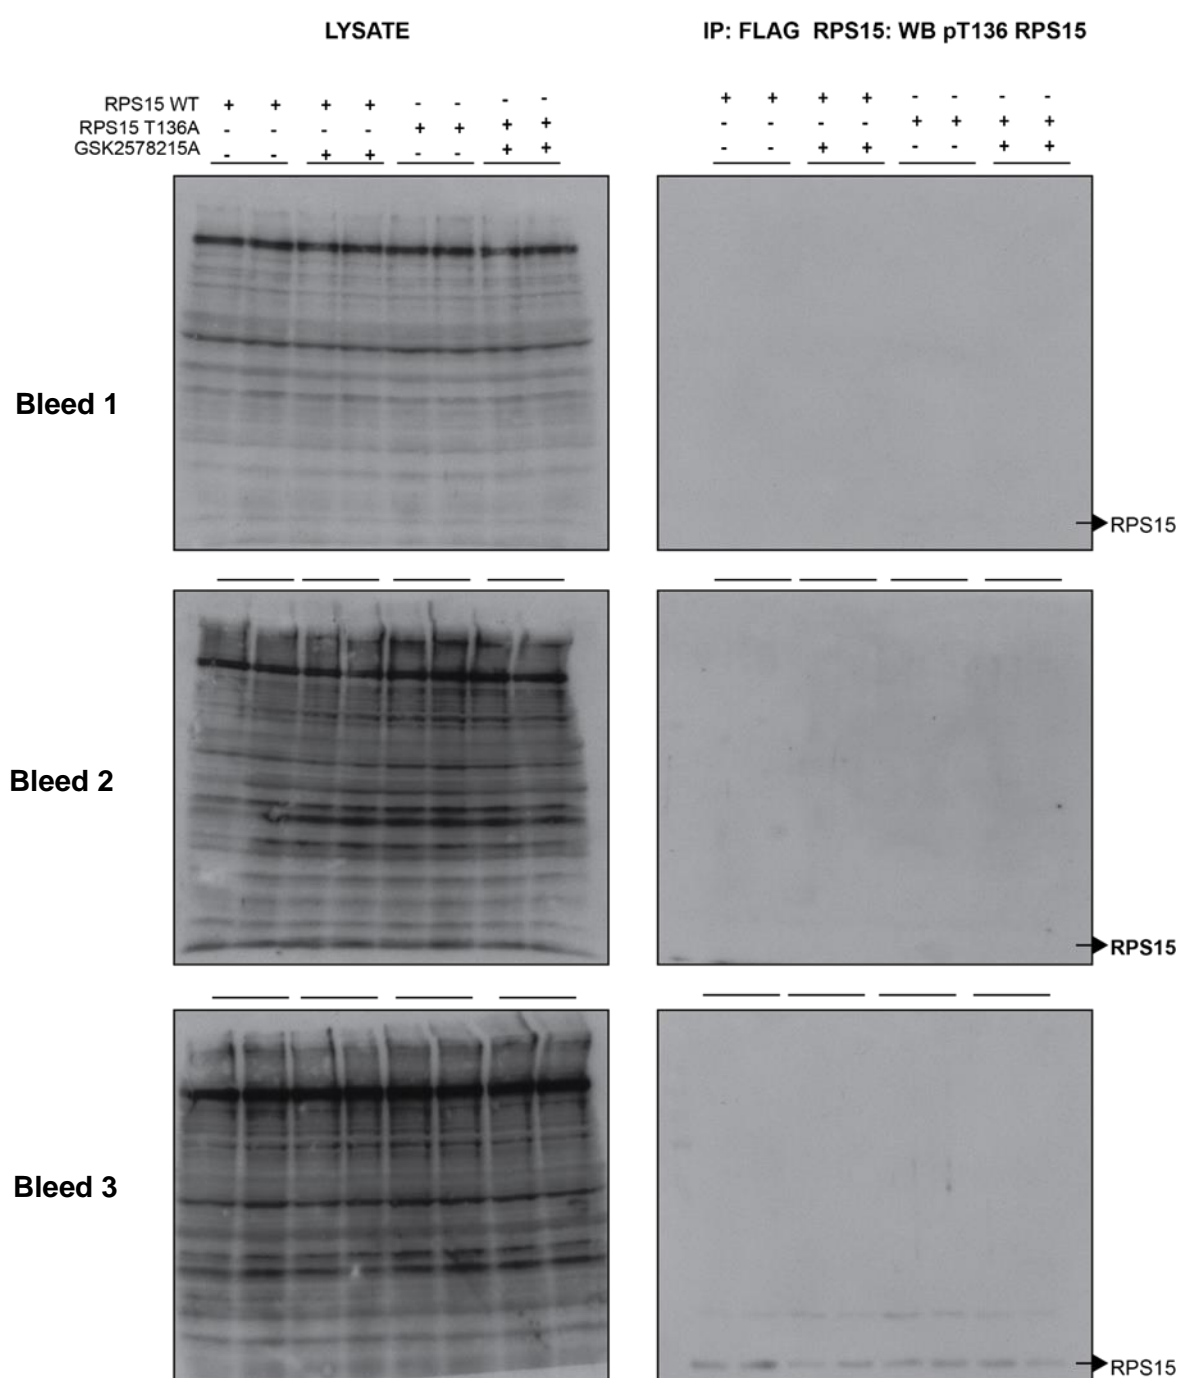 LYSATE
IP: FLAG RPS15: WB pT136 RPS15
RPS15 WT + + + + - - - - + + + + - - - -
RPS15 T136A - - - - + + + + - - - - + + + +
GSK2578215A - - + + - - + + - - + + - - + +
Bleed 1
RPS15
Bleed 2
RPS15
Bleed 3
RPS15